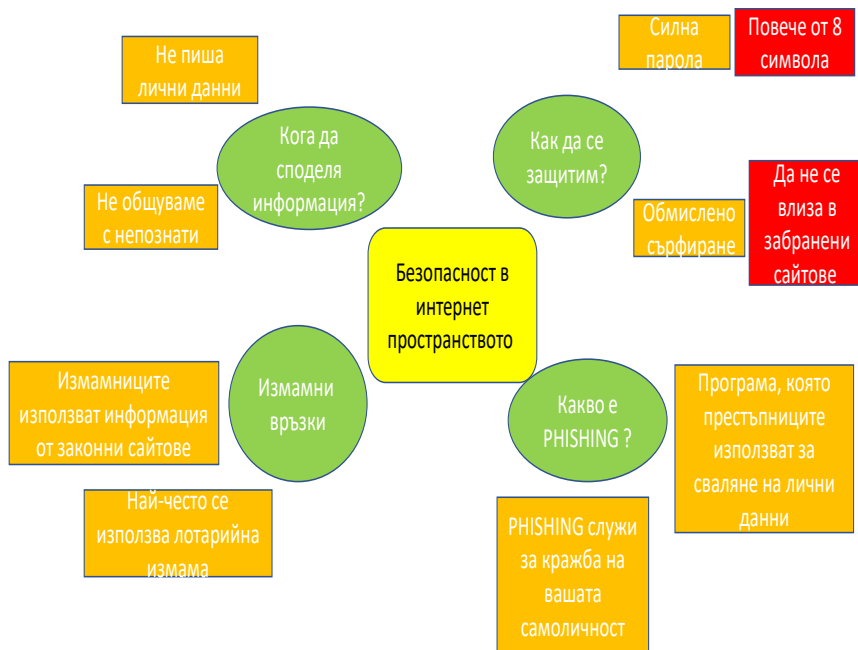 Силна
парола
Повече от 8
символа
Не пиша
лични данни
Кога да
споделя
информация?
Как да се
защитим?
Не общуваме
с непознати
Обмислено
сърфиране
Да не се
влиза в
забранени
сайтове
Безопасност в
интернет
пространството
Измамниците
използват информация
от законни сайтове
Измамни
връзки
Какво е
PHISHING ?
Програма, която
престъпниците
използват за
сваляне на лични
данни
Най-често се
използва лотарийна
измама
PHISHING служи
за кражба на
вашата
самоличност